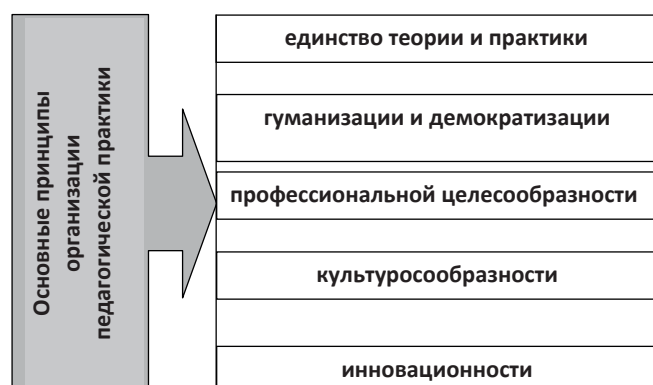 Основные принципы
организации
педагогической практики
единство теории и практики
гуманизации и демократизации
профессиональной целесообразности
культуросообразности
инновационности